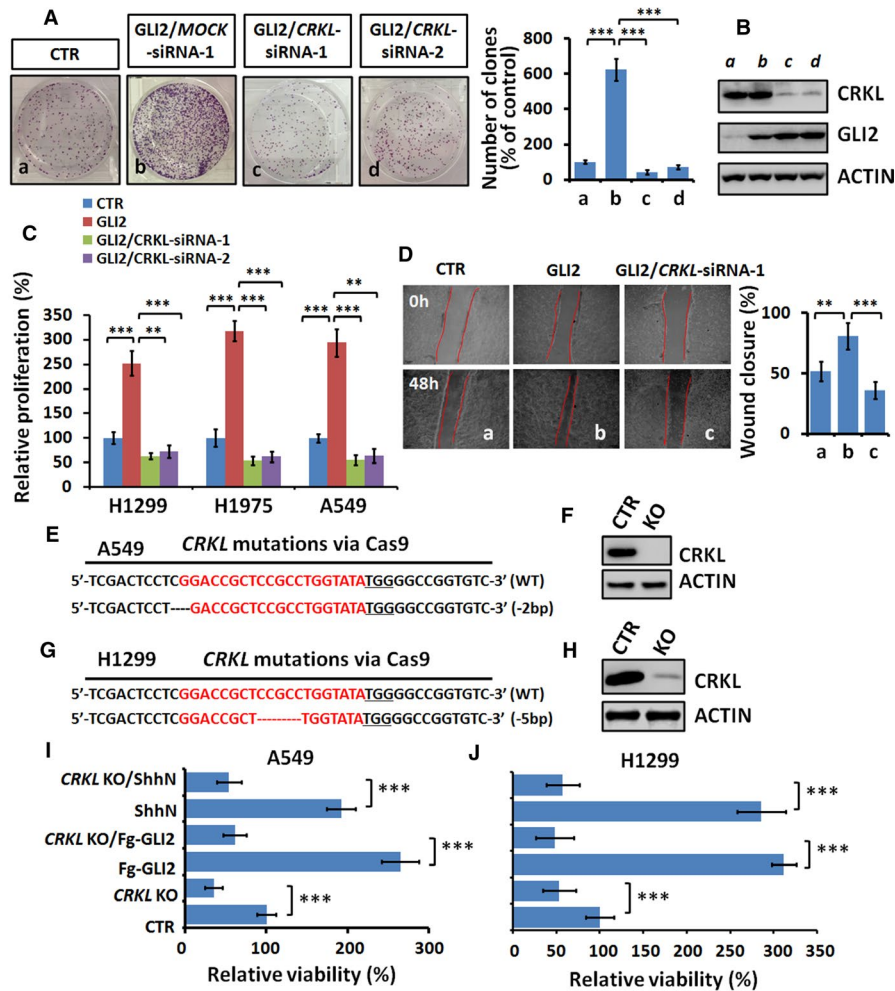 A
CTR
GLI2/MOCK
-siRNA-1
GLI2/CRKL-
siRNA-1
GLI2/CRKL-
siRNA-2
a
b
c
d
Number of clones
(% of control)
800
600
400
200
0
***
***
***
a b c d
B
a b c d
CRKL
GLI2
ACTIN
C
CTR
GLI2
GLI2/CRKL-siRNA-1
GLI2/CRKL-siRNA-2
Relative proliferation (%)
350
300
250
200
150
100
50
0
***
***
**
***
***
***
**
***
***
H1299 H1975 A549
D
CTR
GLI2
GLI2/CRKL-siRNA-1
0h
48h
a
b
c
Wound closure (%)
100
50
0
** ***
a b c
E
A549 CRKL mutations via Cas9
5’-TCGACTCCTCGGACCGCTCCGCCTGGTATATGGGGCCGGTGTC-3’ (WT)
5’-TCGACTCCT----GACCGCTCCGCCTGGTATATGGGGCCGGTGTC-3’ (-2bp)
F
CTR KO
CRKL
ACTIN
G
H1299 CRKL mutations via Cas9
5’-TCGACTCCTCGGACCGCTCCGCCTGGTATATGGGGCCGGTGTC-3’ (WT)
5’-TCGACTCCTCGGACCGCT---------TGGTATATGGGGCCGGTGTC-3’ (-5bp)
H
CTR KO
CRKL
ACTIN
I
A549
CRKL KO/ShhN
ShhN
CRKL KO/Fg-GLI2
Fg-GLI2
CRKL KO
CTR
***
***
***
0 100 200 300
Relative viability (%)
J
H1299
***
***
***
0 50 100 150 200 250 300 350
Relative viability (%)